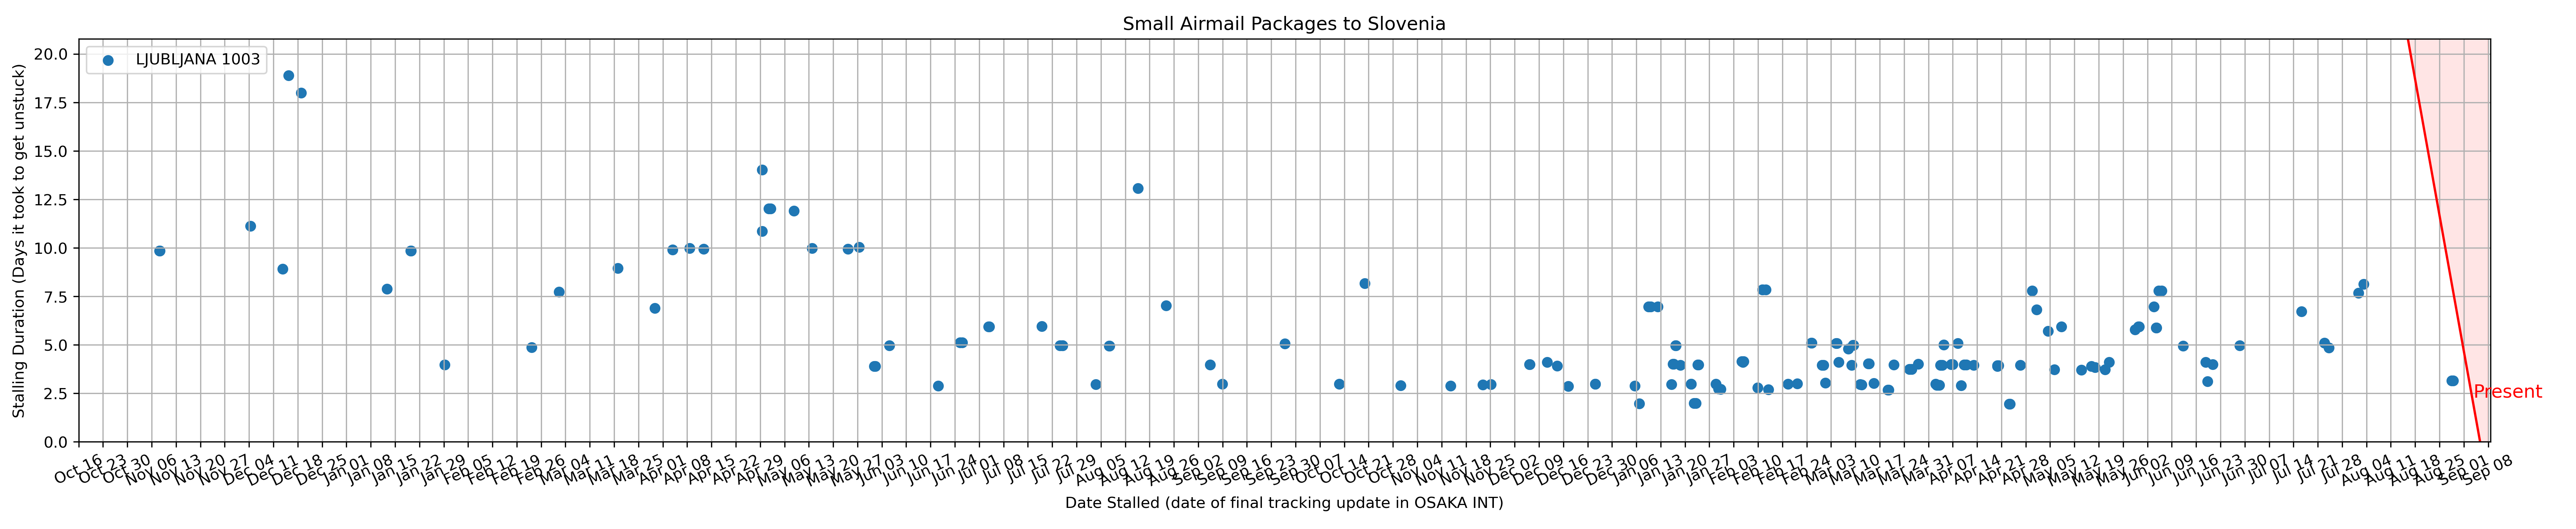 Small Airmail Packages to Slovenia
LJUBLJANA 1003
Stalling Duration (Days it took to get unstuck)
20.0
17.5
15.0
12.5
10.0
7.5
5.0
2.5
0.0
Present
Oct 16
Oct 23
Oct 30
Nov 06
Nov 13
Nov 20
Nov 27
Dec 04
Dec 11
Dec 18
Dec 25
Jan 01
Jan 08
Jan 15
Jan 22
Jan 29
Feb 05
Feb 12
Feb 19
Feb 26
Mar 04
Mar 11
Mar 18
Mar 25
Apr 01
Apr 08
Apr 15
Apr 22
Apr 29
May 06
May 13
May 20
May 27
Jun 03
Jun 10
Jun 17
Jun 24
Jul 01
Jul 08
Jul 15
Jul 22
Jul 29
Aug 05
Aug 12
Aug 19
Aug 26
Sep 02
Sep 09
Sep 16
Sep 23
Sep 30
Oct 07
Oct 14
Oct 21
Oct 28
Nov 04
Nov 11
Nov 18
Nov 25
Dec 02
Dec 09
Dec 16
Dec 23
Dec 30
Jan 06
Jan 13
Jan 20
Jan 27
Feb 03
Feb 10
Feb 17
Feb 24
Mar 03
Mar 10
Mar 17
Mar 24
Mar 31
Apr 07
Apr 14
Apr 21
Apr 28
May 05
May 12
May 19
May 26
Jun 02
Jun 09
Jun 16
Jun 23
Jun 30
Jul 07
Jul 14
Jul 21
Jul 28
Aug 04
Aug 11
Aug 18
Aug 25
Sep 01
Sep 08
Date Stalled (date of final tracking update in OSAKA INT)